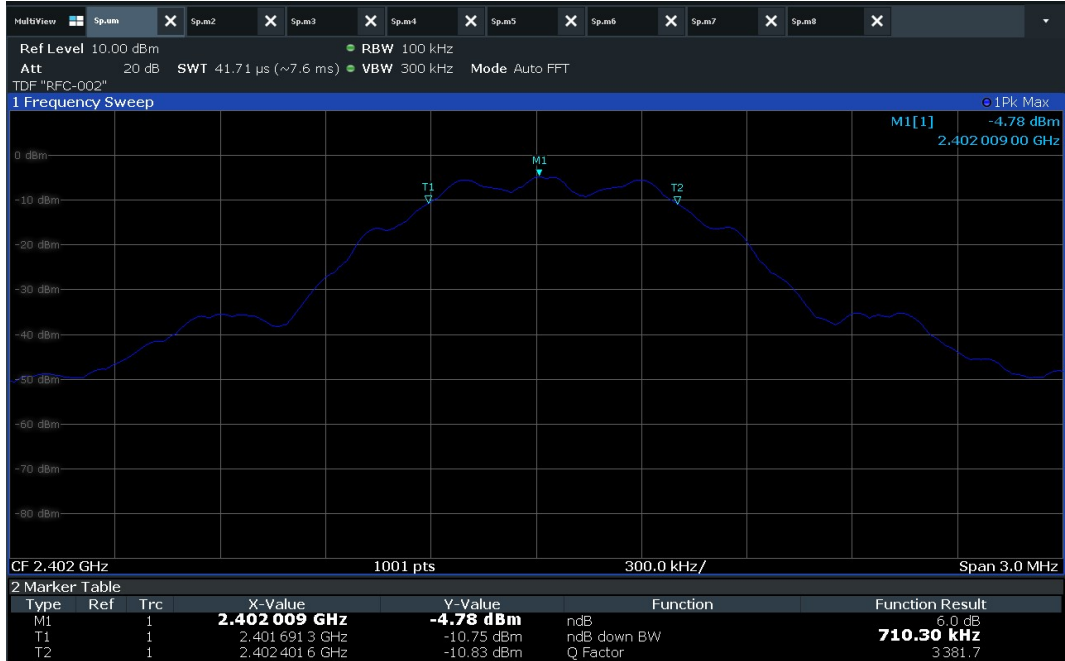 MultiView Sp.um Sp.m2 Sp.m3 Sp.m4 Sp.m5 Sp.m6 Sp.m7 Sp.m8
Ref Level 10.00 dBm RBW 100 kHz
Att 20 dB SWT 41.71 µs (~7.6 ms) VBW 300 kHz Mode Auto FFT
TDF "RFC-002"
1 Frequency Sweep 1Pk Max
M1[1] -4.78 dBm
2.402 009 00 GHz
0 dBm
M1
T1 T2
-10 dBm
-20 dBm
-30 dBm
-40 dBm
-50 dBm
-60 dBm
-70 dBm
-80 dBm
CF 2.402 GHz 1001 pts 300.0 kHz/ Span 3.0 MHz
2 Marker Table
Type Ref Trc X-Value Y-Value Function Function Result
M1 1 2.402 009 GHz -4.78 dBm ndB 6.0 dB
T1 1 2.401 691 3 GHz -10.75 dBm ndB down BW 710.30 kHz
T2 1 2.402 401 6 GHz -10.83 dBm Q Factor 3 381.7